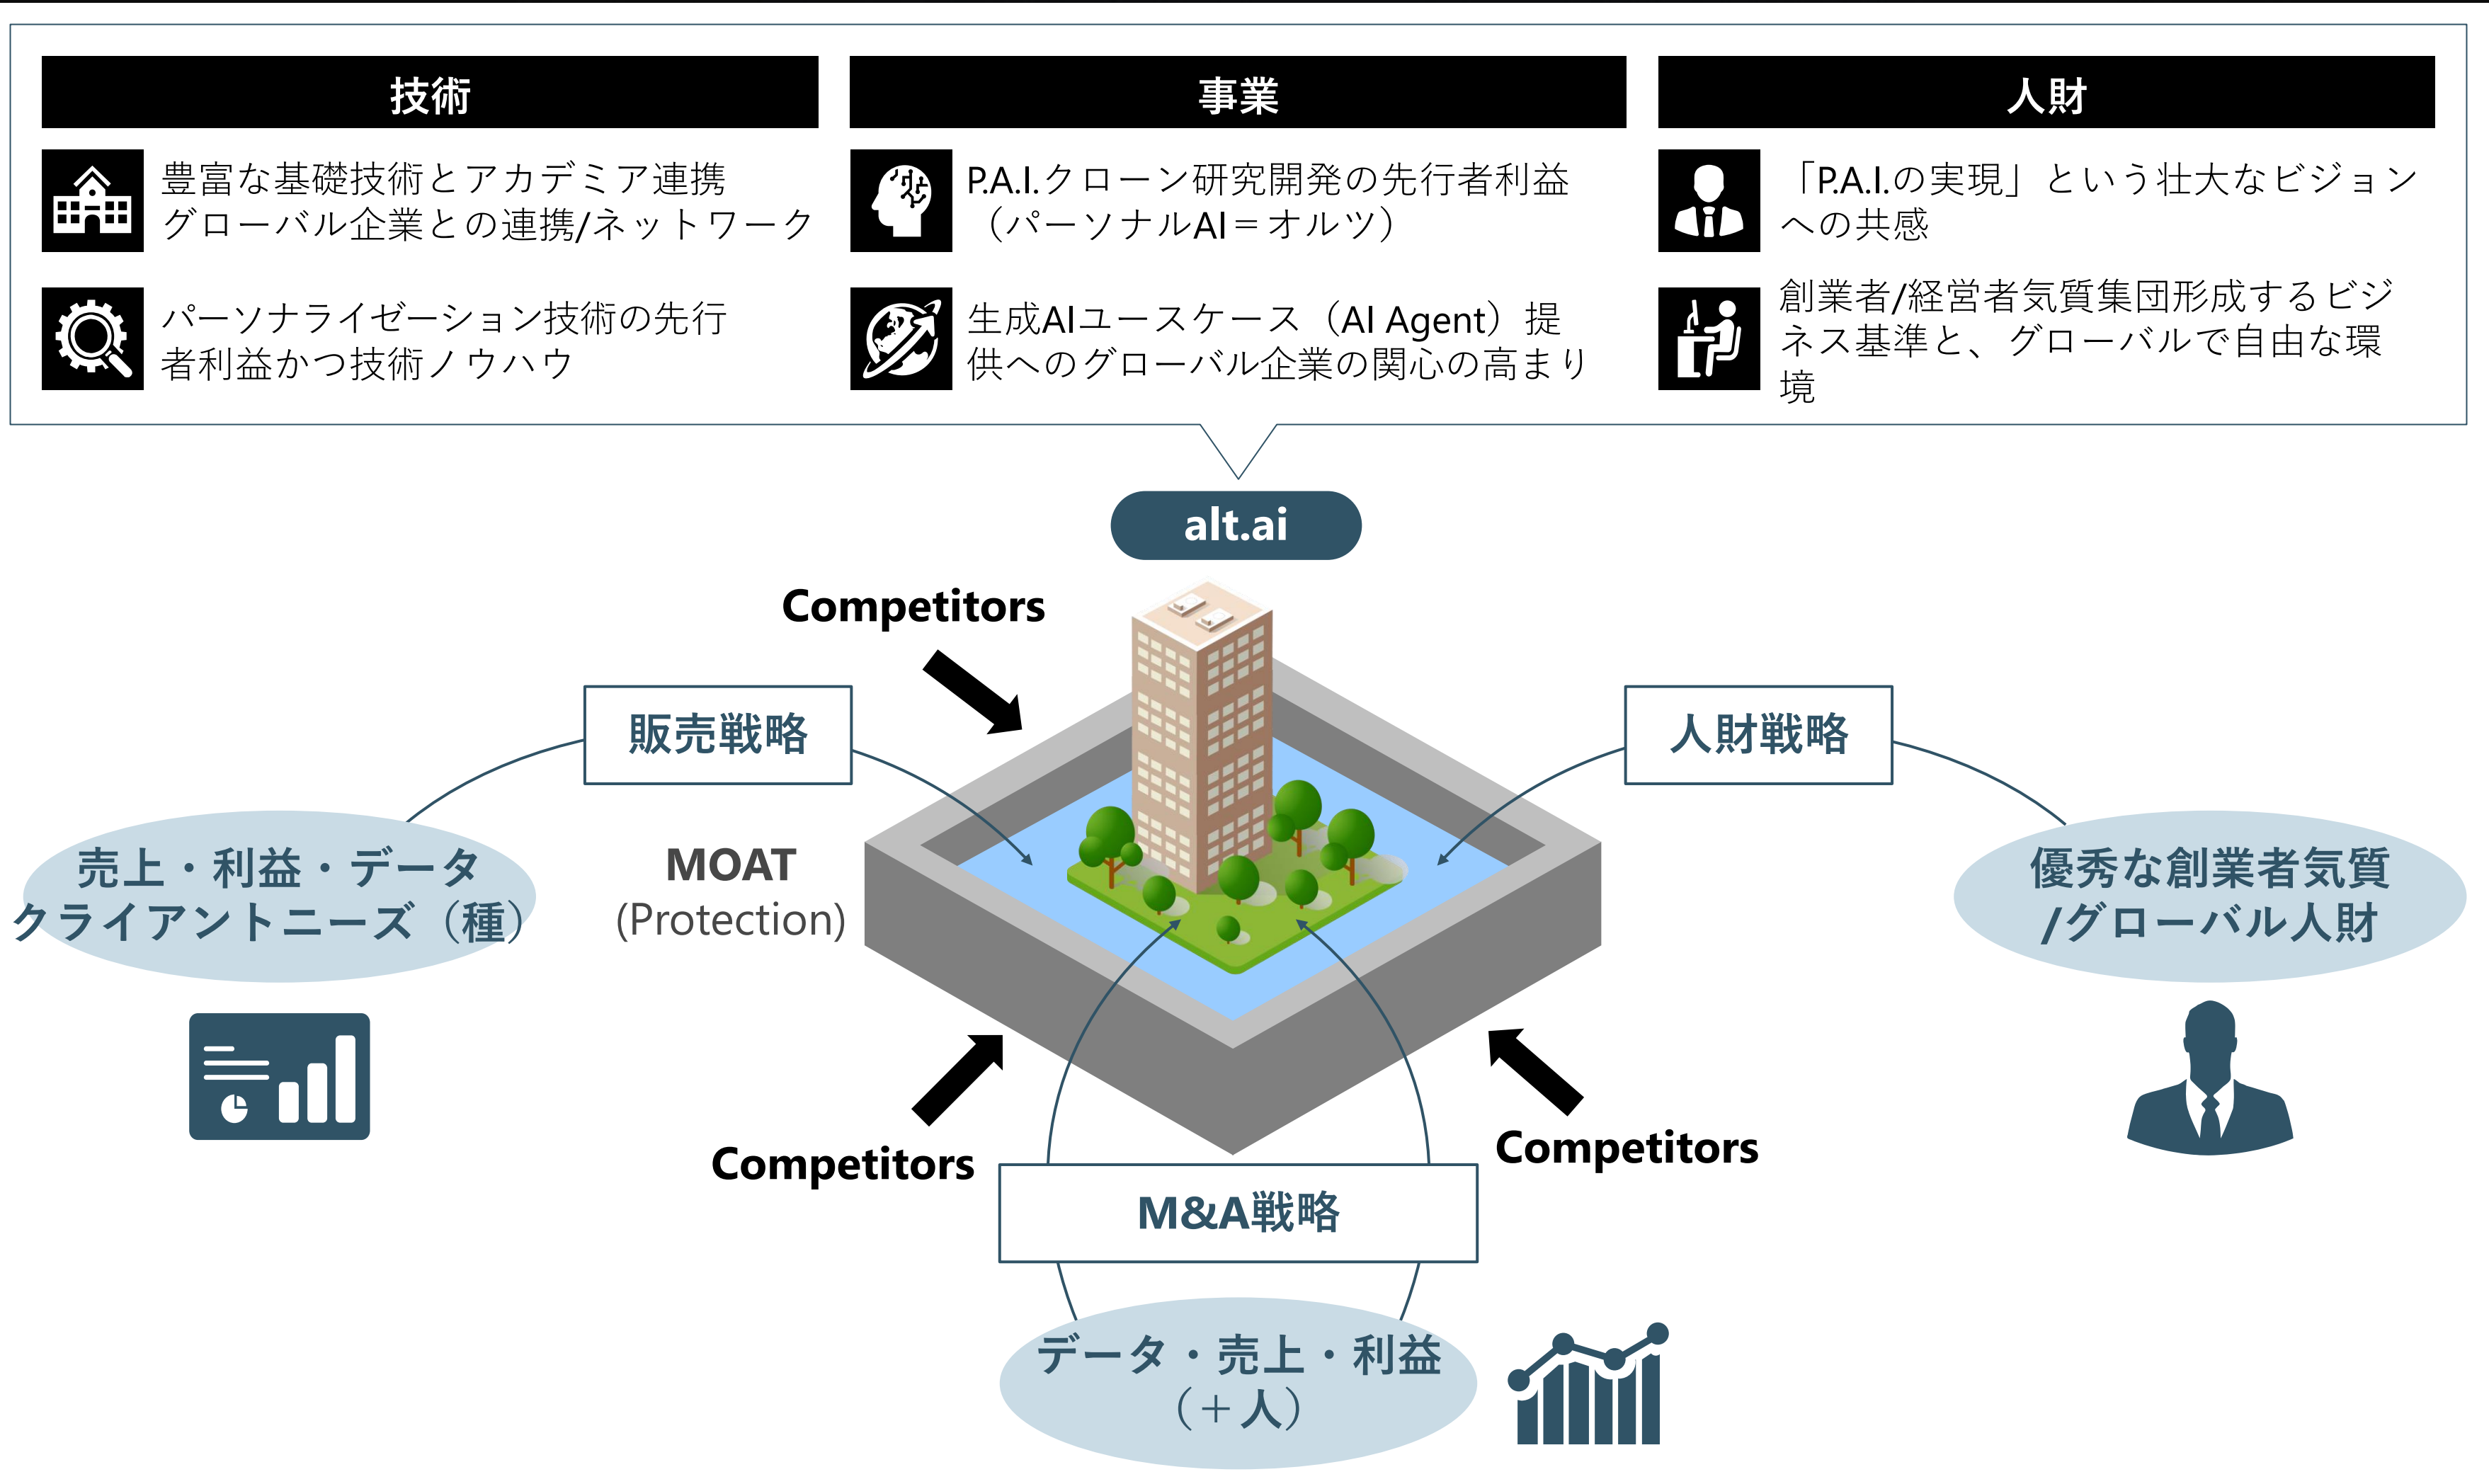 技術
豊富な基礎技術とアカデミア連携
グローバル企業との連携/ネットワーク
パーソナライゼーション技術の先行
者利益かつ技術ノウハウ
事業
P.A.I.クローン研究開発の先行者利益
（パーソナルAI＝オルツ）
生成AIユースケース（AI Agent）提
供へのグローバル企業の関心の高まり
人財
「P.A.I.の実現」という壮大なビジョン
への共感
創業者/経営者気質集団形成するビジ
ネス基準と、グローバルで自由な環
境
alt.ai
Competitors
販売戦略
人財戦略
売上・利益・データ
クライアントニーズ（種）
MOAT
(Protection)
優秀な創業者気質
/グローバル人財
Competitors
Competitors
M&A戦略
データ・売上・利益
（＋人）